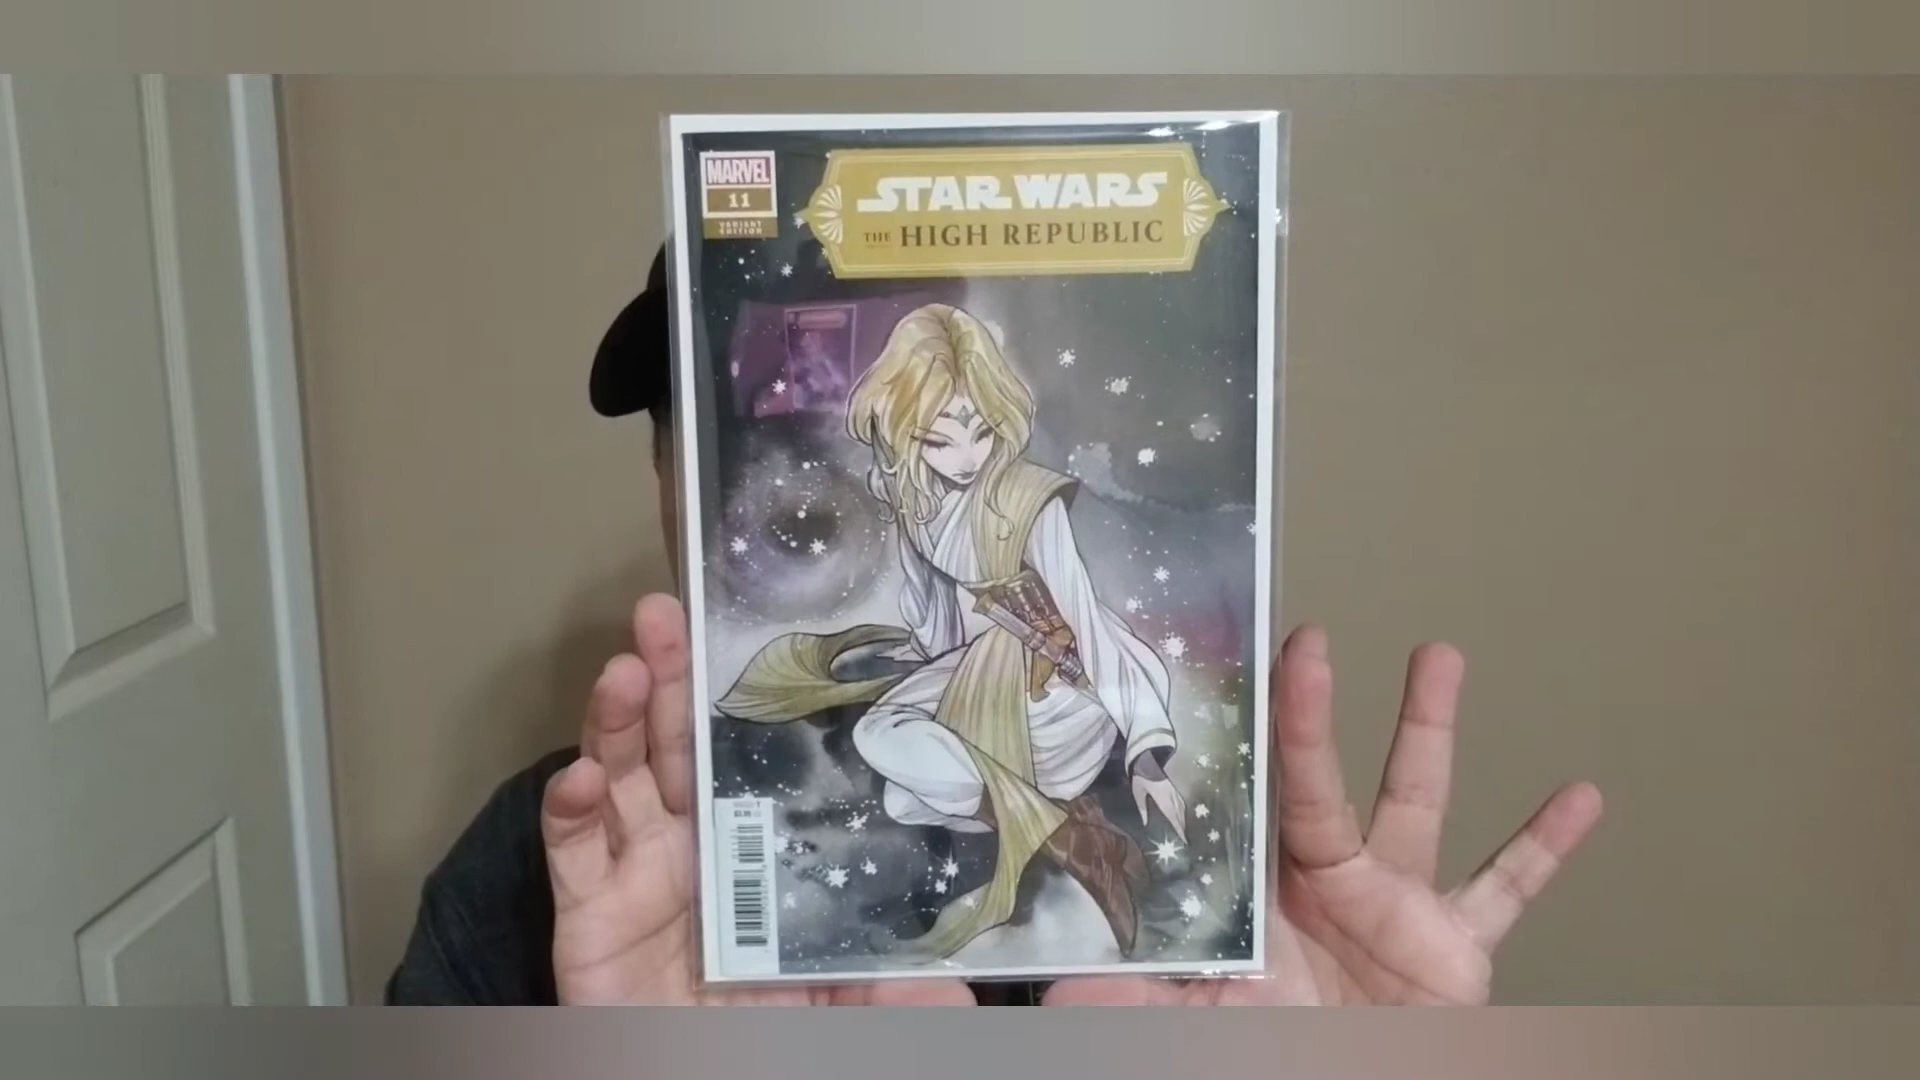 MARVEL
11
VARIANT
EDITION
STAR WARS
THE HIGH REPUBLIC